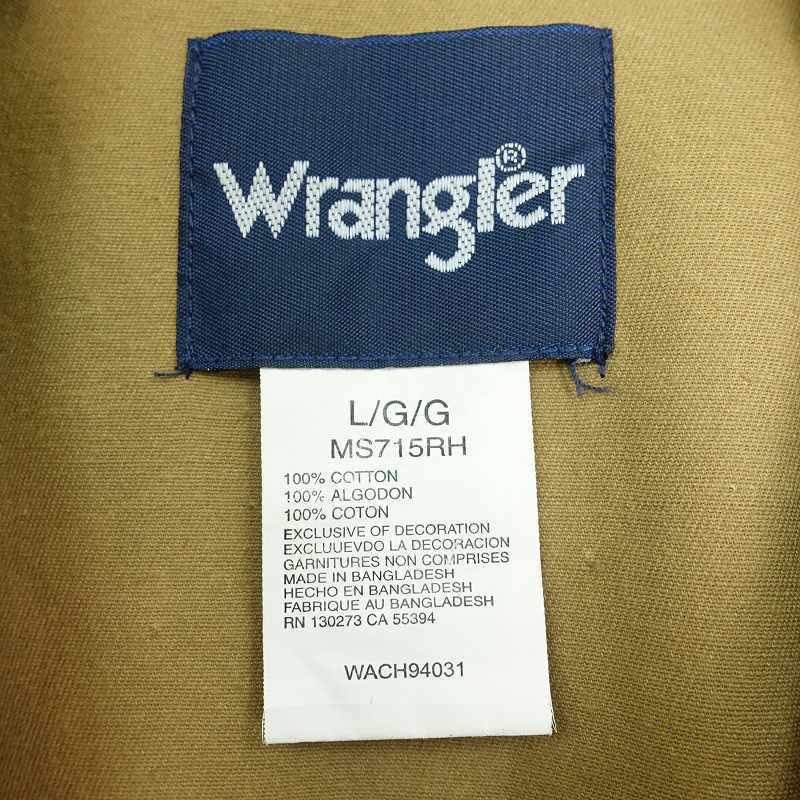 Wrangler®
L/G/G
MS715RH
100% COTTON
100% ALGODON
100% COTON
EXCLUSIVE OF DECORATION
EXCLUUEVDO LA DECORACION
GARNITURES NON COMPRISES
MADE IN BANGLADESH
HECHO EN BANGLADESH
FABRIQUE AU BANGLADESH
RN 130273 CA 55394
WACH94031